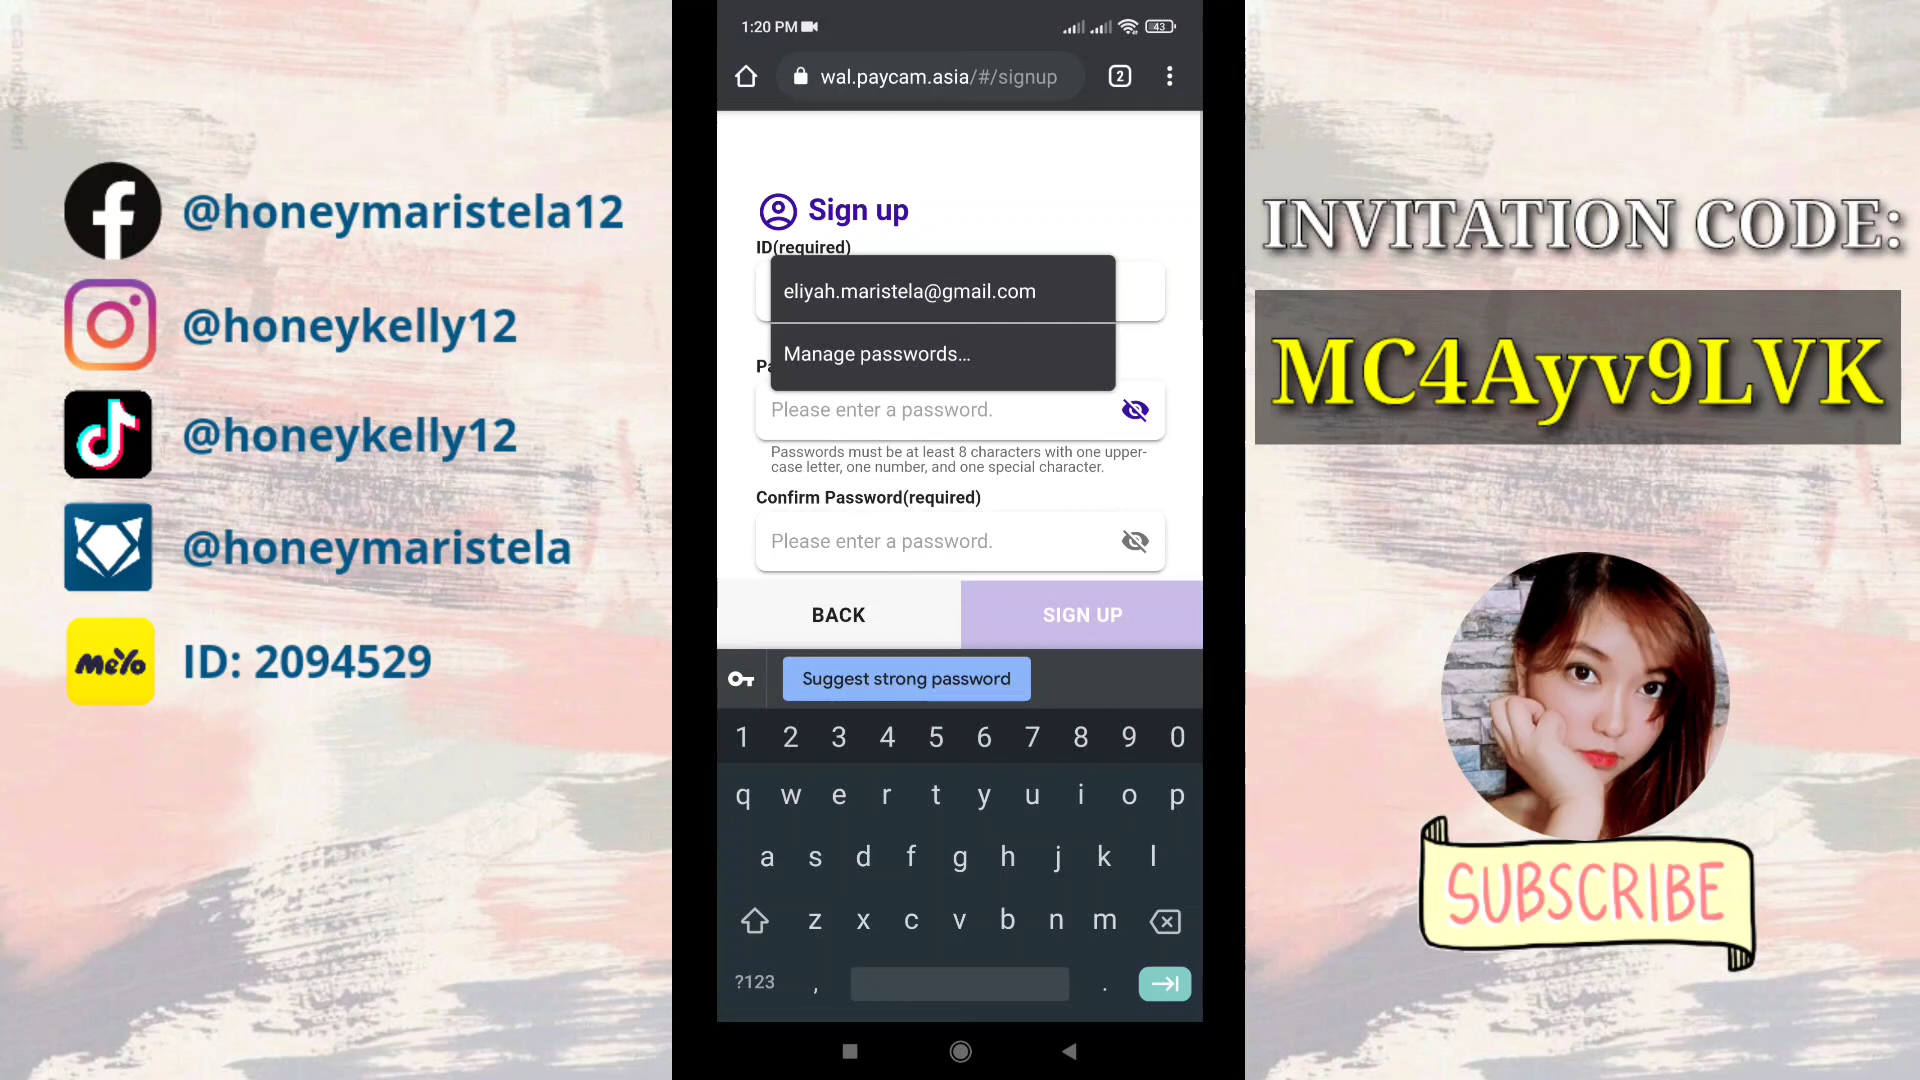 @honeymaristela12
@honeykelly12
@honeykelly12
@honeymaristela
MeYo
ID: 2094529
1:20 PM
43
wal.paycam.asia/#/signup
2
Sign up
ID(required)
eliyah.maristela@gmail.com
Manage passwords...
Pa
Please enter a password.
Passwords must be at least 8 characters with one upper-
case letter, one number, and one special character.
Confirm Password(required)
Please enter a password.
BACK
SIGN UP
Suggest strong password
1 2 3 4 5 6 7 8 9 0
q w e r t y u i o p
a s d f g h j k l
z x c v b n m
?123 , .
INVITATION CODE:
MC4Ayv9LVK
SUBSCRIBE